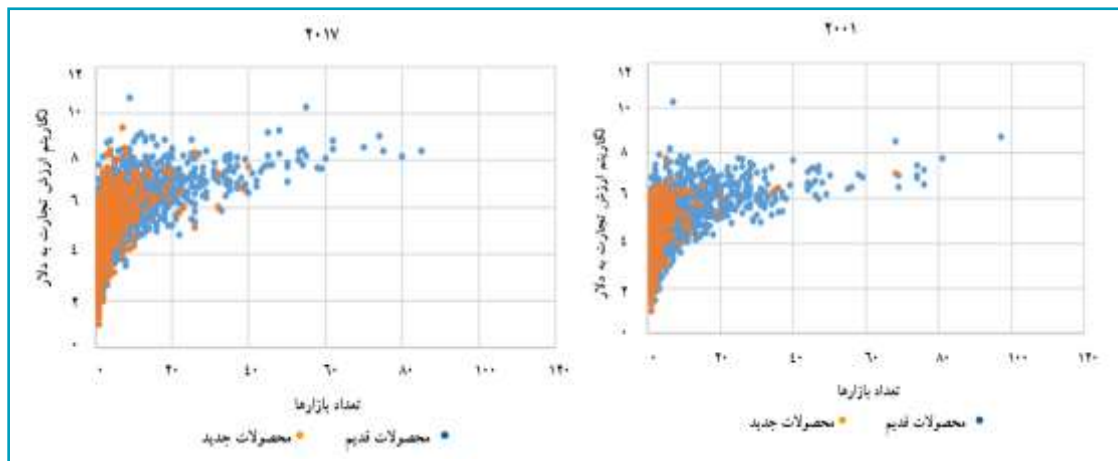 ۲۰۰۱
لگاریتم ارزش تجارت به دلار
۱۲
۱۰
۸
۶
۴
۲
۰
۰ ۲۰ ۴۰ ۶۰ ۸۰ ۱۰۰ ۱۲۰
تعداد بازارها
محصولات قدیم محصولات جدید
۲۰۱۷
لگاریتم ارزش تجارت به دلار
۱۲
۱۰
۸
۶
۴
۲
۰
۰ ۲۰ ۴۰ ۶۰ ۸۰ ۱۰۰ ۱۲۰
تعداد بازارها
محصولات قدیم محصولات جدید